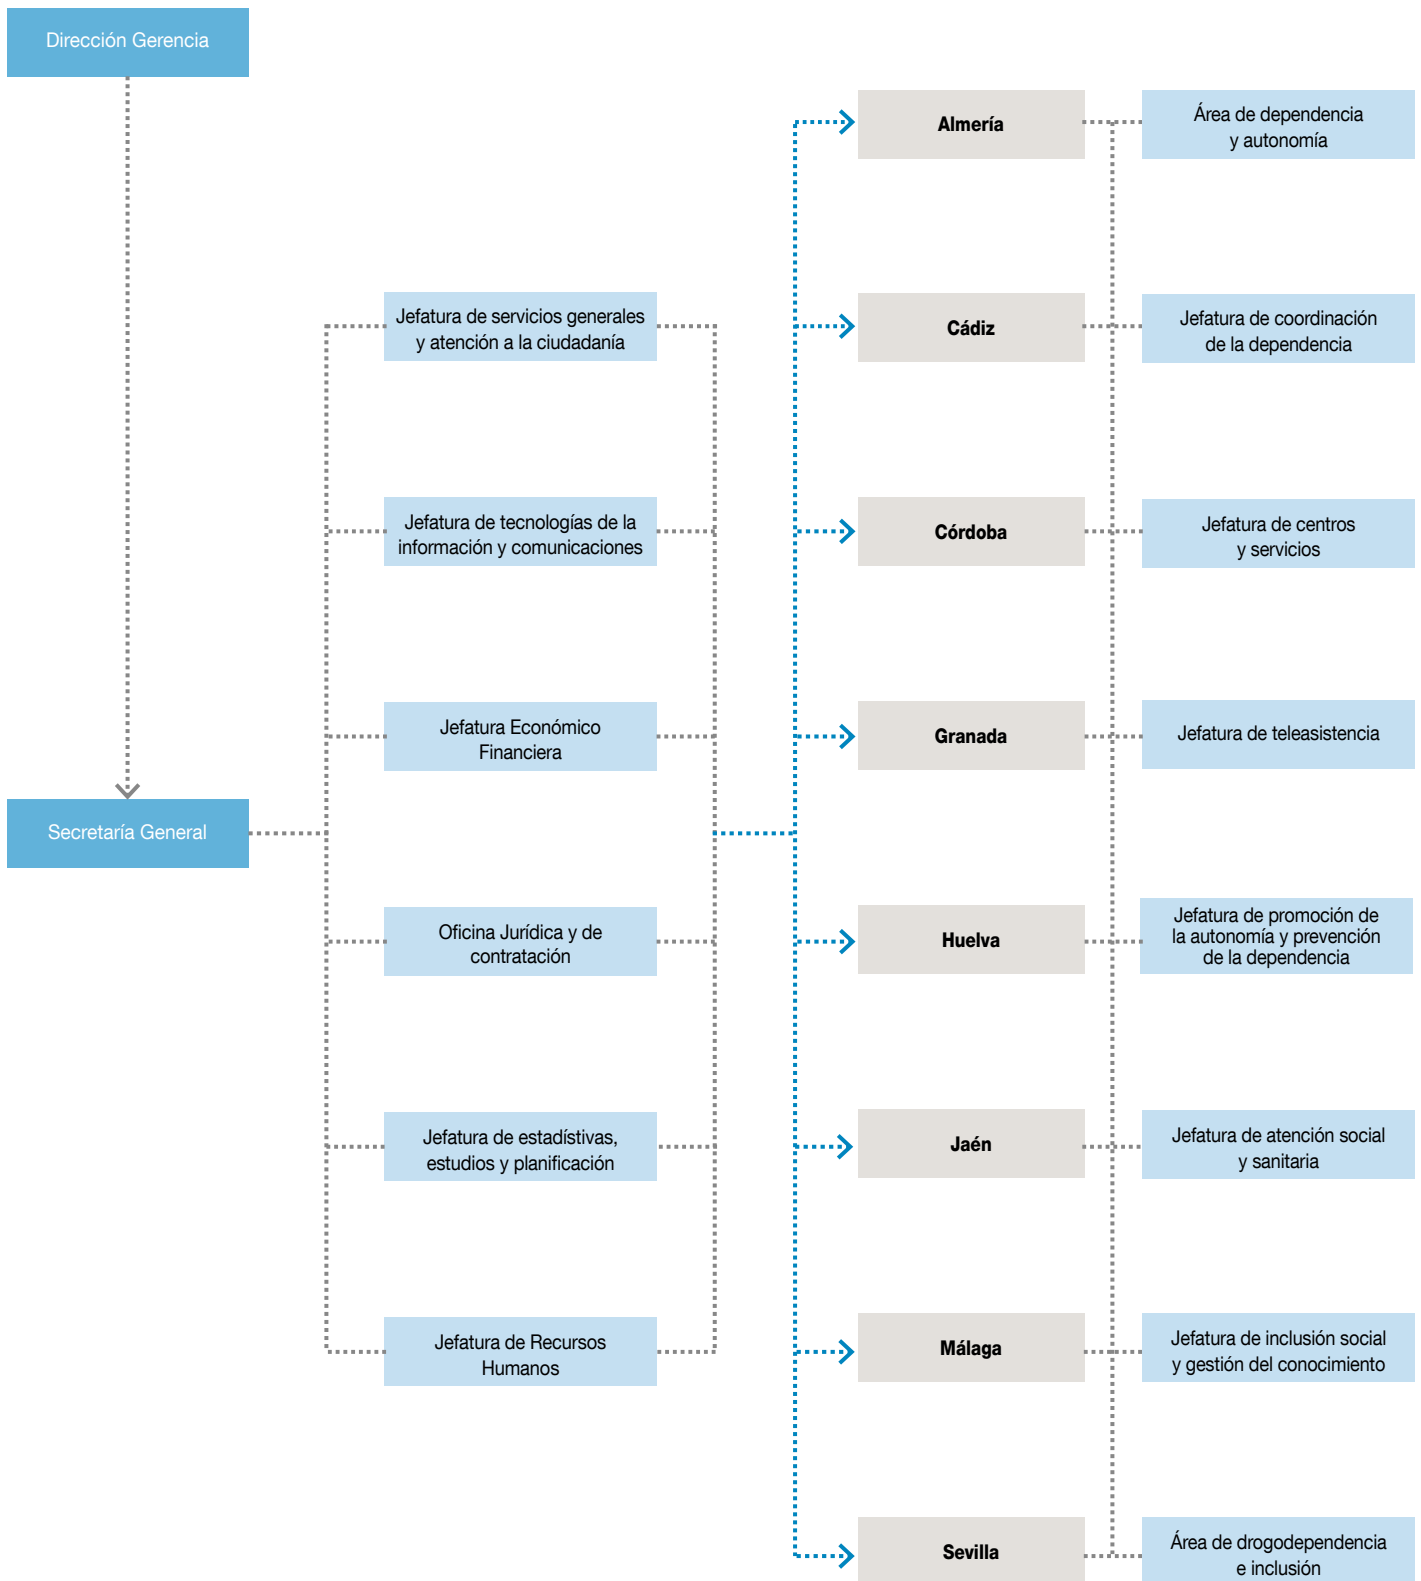 Dirección Gerencia
Secretaría General
Jefatura de servicios generales
y atención a la ciudadanía
Jefatura de tecnologías de la
información y comunicaciones
Jefatura Económico
Financiera
Oficina Jurídica y de
contratación
Jefatura de estadístivas,
estudios y planificación
Jefatura de Recursos
Humanos
Almería
Cádiz
Córdoba
Granada
Huelva
Jaén
Málaga
Sevilla
Área de dependencia
y autonomía
Jefatura de coordinación
de la dependencia
Jefatura de centros
y servicios
Jefatura de teleasistencia
Jefatura de promoción de
la autonomía y prevención
de la dependencia
Jefatura de atención social
y sanitaria
Jefatura de inclusión social
y gestión del conocimiento
Área de drogodependencia
e inclusión